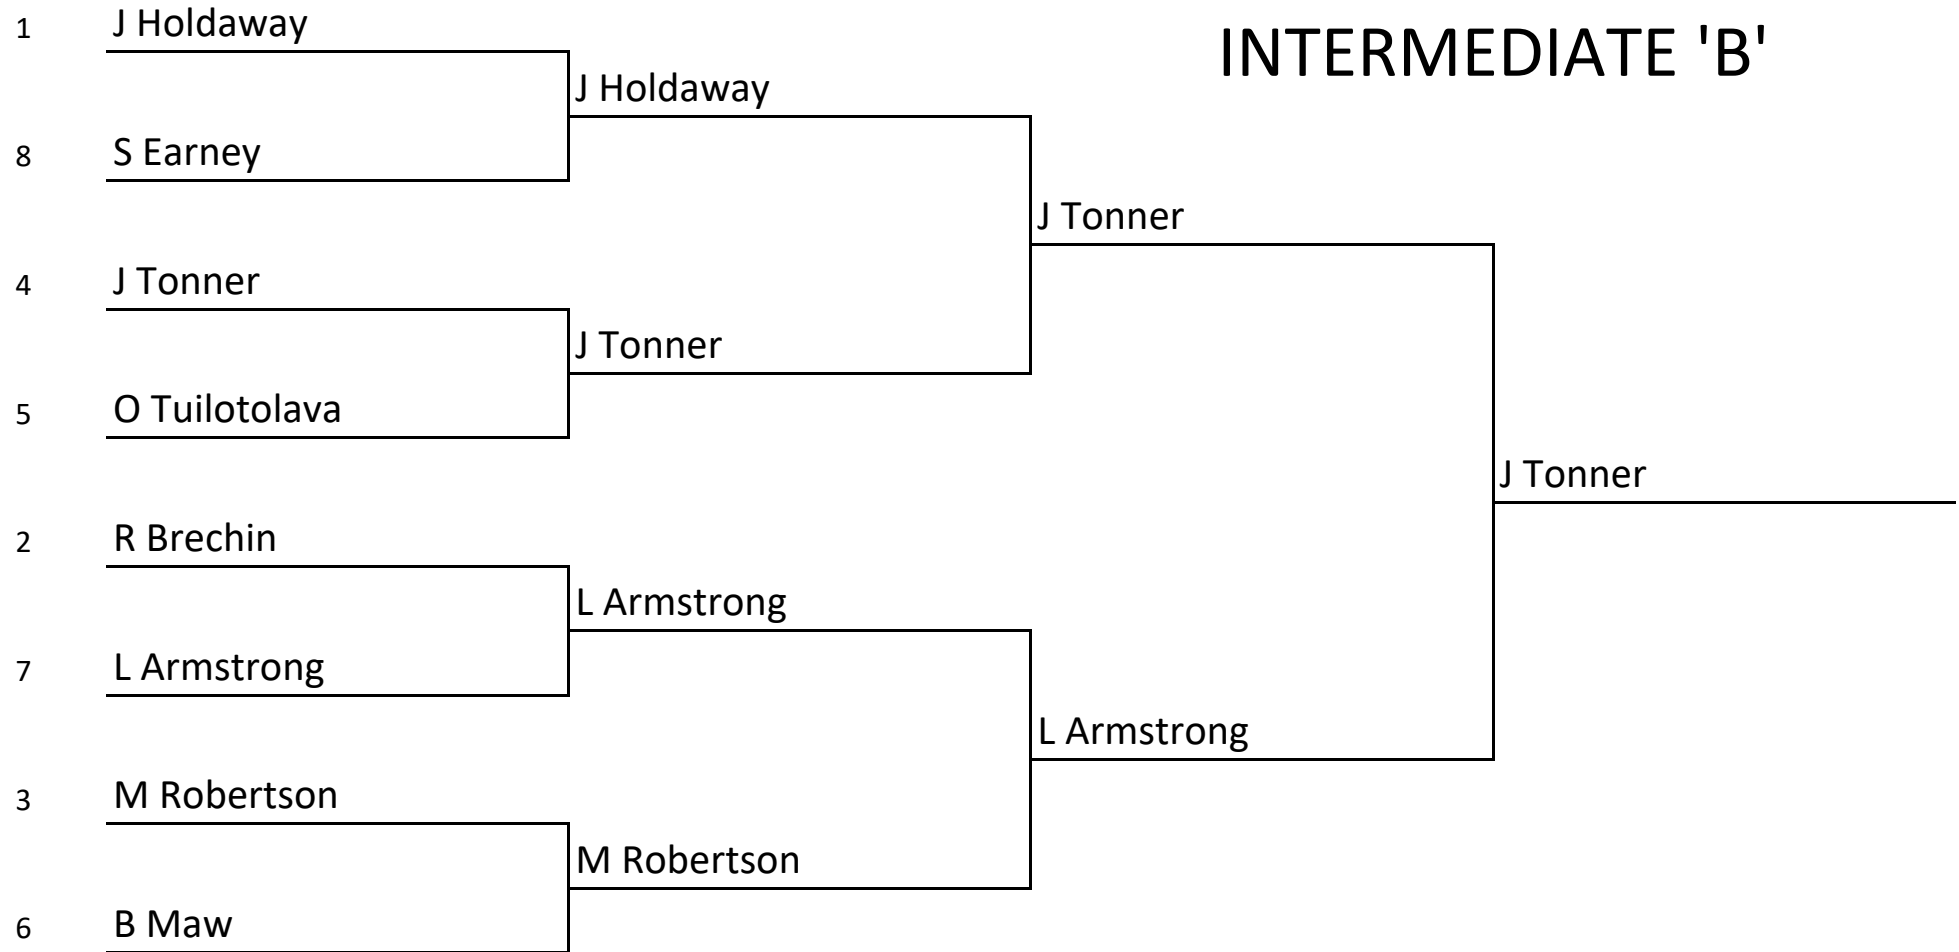 1 J Holdaway
INTERMEDIATE 'B'
J Holdaway
8 S Earney
J Tonner
4 J Tonner
J Tonner
5 O Tuilotolava
J Tonner
2 R Brechin
L Armstrong
7 L Armstrong
L Armstrong
3 M Robertson
M Robertson
6 B Maw